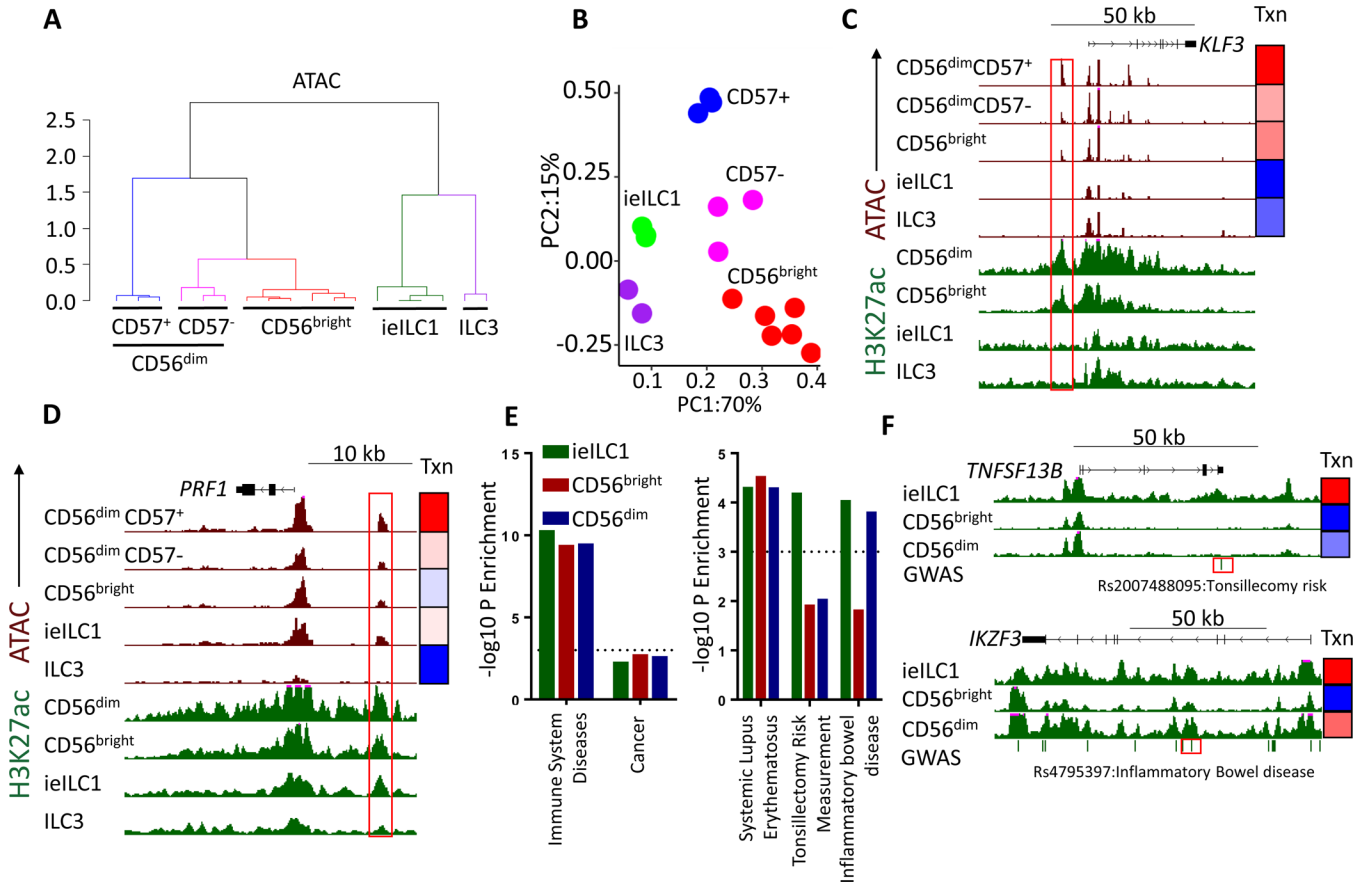 A
ATAC
2.5
2.0
1.5
1.0
0.5
0.0
CD57+ CD57- CD56bright ieILC1 ILC3
CD56dim
B
PC2:15%
0.50
0.25
0.00
-0.25
CD57+
CD57-
ieILC1
CD56bright
ILC3
0.1 0.2 0.3 0.4
PC1:70%
C
50 kb
Txn
KLF3
ATAC
CD56dimCD57+
CD56dimCD57-
CD56bright
ieILC1
ILC3
H3K27ac
CD56dim
CD56bright
ieILC1
ILC3
D
10 kb
Txn
PRF1
ATAC
CD56dim CD57+
CD56dim CD57-
CD56bright
ieILC1
ILC3
H3K27ac
CD56dim
CD56bright
ieILC1
ILC3
E
-log10 P Enrichment
15
10
5
0
ieILC1
CD56bright
CD56dim
Immune System
Diseases
Cancer
-log10 P Enrichment
5
4
3
2
1
0
Systemic Lupus
Erythematosus
Tonsillectomy Risk
Measurement
Inflammatory bowel
disease
F
50 kb
TNFSF13B
Txn
ieILC1
CD56bright
CD56dim
GWAS
Rs2007488095:Tonsillecomy risk
IKZF3
50 kb
Txn
ieILC1
CD56bright
CD56dim
GWAS
Rs4795397:Inflammatory Bowel disease